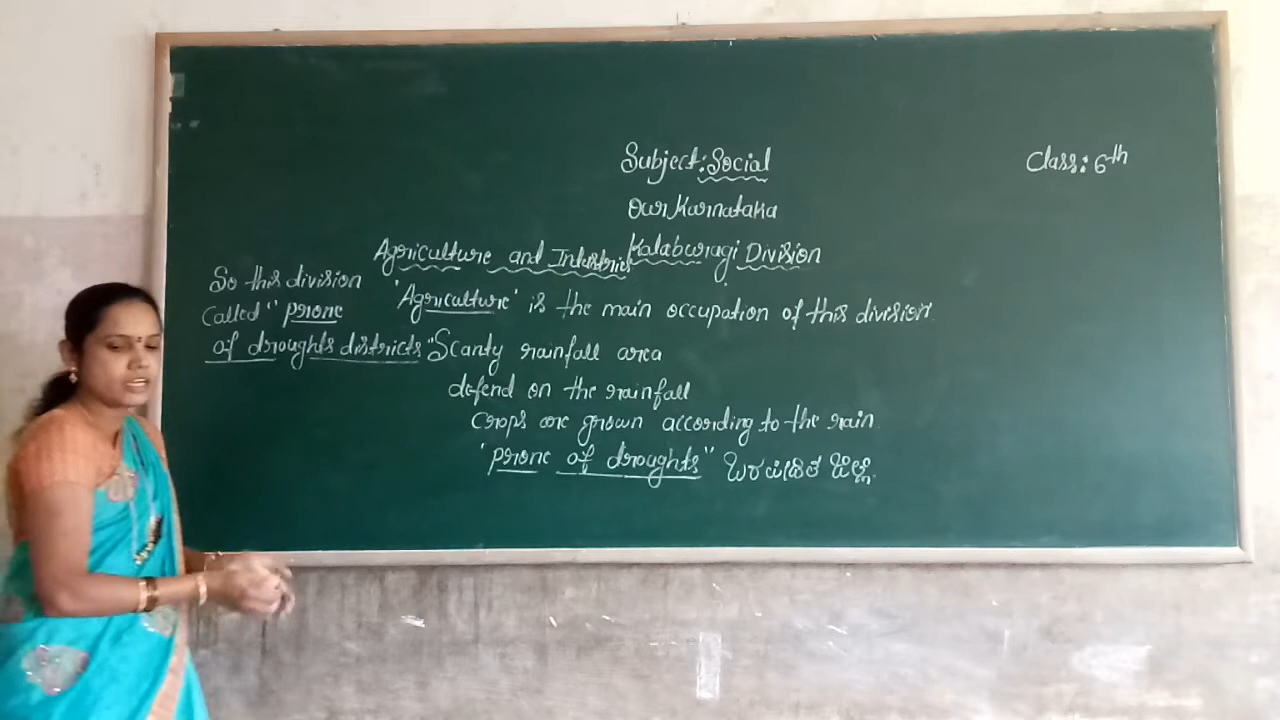 Subject: Social
Class: 6th
Our Karnataka
Agriculture and Industries Kalaburagi Division
So this division
Called "prone
of droughts districts"
'Agriculture' is the main occupation of this division.
Scanty rainfall area
defend on the rainfall
Crops are grown according to the rain.
"prone of droughts" ಬರಪೀಡಿತ ಜಿಲ್ಲೆ.